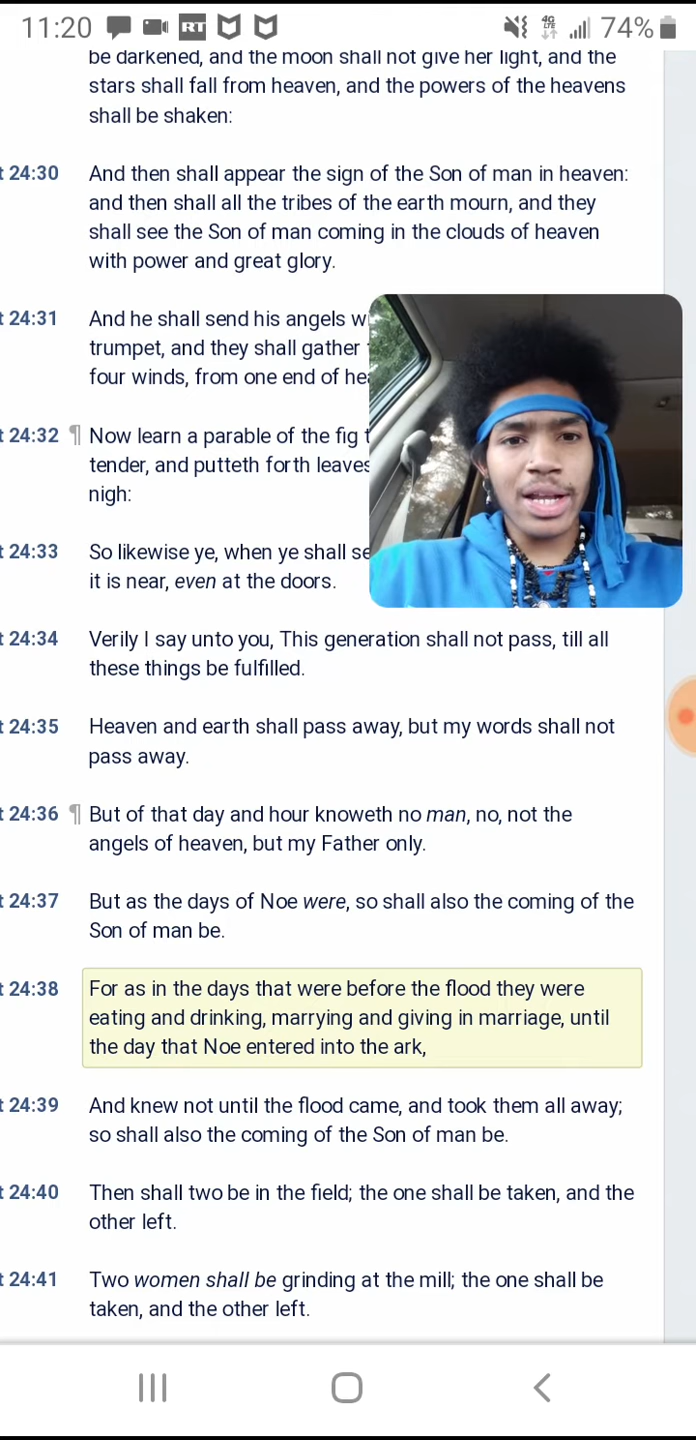 11:20 RT 4G LTE 74%
be darkened, and the moon shall not give her light, and the
stars shall fall from heaven, and the powers of the heavens
shall be shaken:
t 24:30 And then shall appear the sign of the Son of man in heaven:
and then shall all the tribes of the earth mourn, and they
shall see the Son of man coming in the clouds of heaven
with power and great glory.
t 24:31 And he shall send his angels w
trumpet, and they shall gather
four winds, from one end of hea
t 24:32 ¶ Now learn a parable of the fig t
tender, and putteth forth leaves
nigh:
t 24:33 So likewise ye, when ye shall se
it is near, even at the doors.
t 24:34 Verily I say unto you, This generation shall not pass, till all
these things be fulfilled.
t 24:35 Heaven and earth shall pass away, but my words shall not
pass away.
t 24:36 ¶ But of that day and hour knoweth no man, no, not the
angels of heaven, but my Father only.
t 24:37 But as the days of Noe were, so shall also the coming of the
Son of man be.
t 24:38 For as in the days that were before the flood they were
eating and drinking, marrying and giving in marriage, until
the day that Noe entered into the ark,
t 24:39 And knew not until the flood came, and took them all away;
so shall also the coming of the Son of man be.
t 24:40 Then shall two be in the field; the one shall be taken, and the
other left.
t 24:41 Two women shall be grinding at the mill; the one shall be
taken, and the other left.